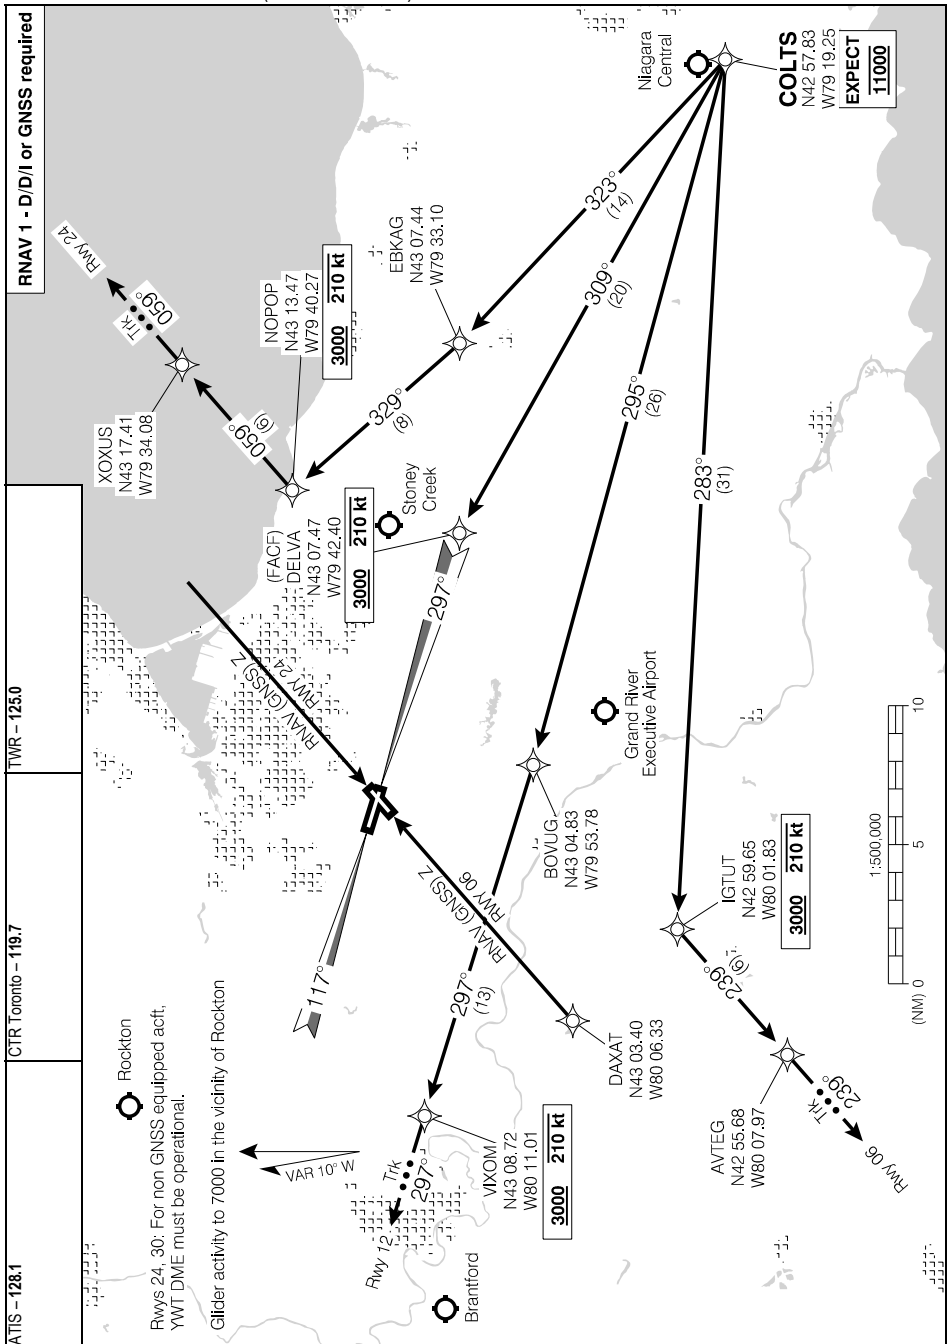 ATIS – 128.1
CTR Toronto – 119.7
TWR – 125.0
RNAV 1 - D/D/I or GNSS required
Rockton
Rwys 24, 30: For non GNSS equipped acft,
YWT DME must be operational.
Glider activity to 7000 in the vicinity of Rockton
VAR 10° W
Rwy 24
Trk
059°
XOXUS
N43 17.41
W79 34.08
059°
(6)
NOPOP
N43 13.47
W79 40.27
3000 210 kt
EBKAG
N43 07.44
W79 33.10
329°
(8)
323°
(14)
Niagara
Central
COLTS
N42 57.83
W79 19.25
EXPECT
11000
(FACF)
DELVA
N43 07.47
W79 42.40
3000 210 kt
Stoney
Creek
309°
(20)
297°
117°
RNAV (GNSS) Z
RWY 24
RNAV (GNSS) Z
RWY 06
295°
(26)
BOVUG
N43 04.83
W79 53.78
297°
(13)
Grand River
Executive Airport
283°
(31)
DAXAT
N43 03.40
W80 06.33
VIXOM
N43 08.72
W80 11.01
3000 210 kt
Trk
297°
Rwy 12
Brantford
IGTUT
N42 59.65
W80 01.83
3000 210 kt
239°
(6)
AVTEG
N42 55.68
W80 07.97
Trk
239°
Rwy 06
1:500,000
(NM) 0 5 10